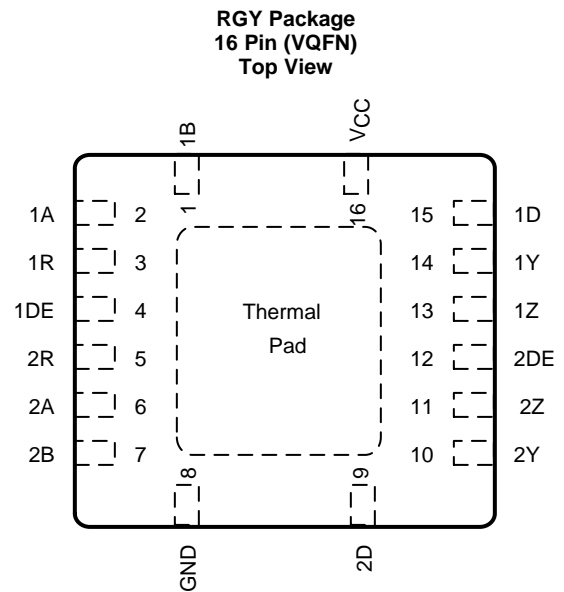 RGY Package
16 Pin (VQFN)
Top View
1B
VCC
1
16
1A 2
15 1D
1R 3
14 1Y
1DE 4
13 1Z
2R 5
12 2DE
2A 6
11 2Z
2B 7
10 2Y
Thermal
Pad
8
9
GND
2D